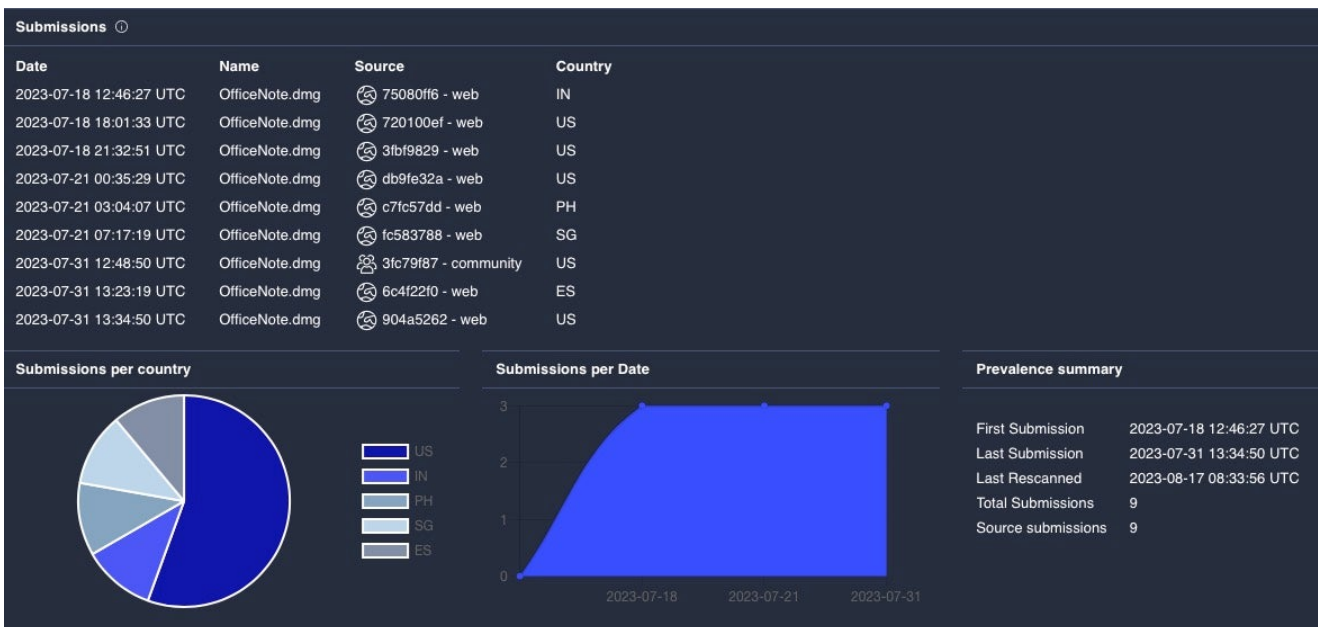 Submissions
Date Name Source Country
2023-07-18 12:46:27 UTC OfficeNote.dmg 75080ff6 - web IN
2023-07-18 18:01:33 UTC OfficeNote.dmg 720100ef - web US
2023-07-18 21:32:51 UTC OfficeNote.dmg 3fbf9829 - web US
2023-07-21 00:35:29 UTC OfficeNote.dmg db9fe32a - web US
2023-07-21 03:04:07 UTC OfficeNote.dmg c7fc57dd - web PH
2023-07-21 07:17:19 UTC OfficeNote.dmg fc583788 - web SG
2023-07-31 12:48:50 UTC OfficeNote.dmg 3fc79f87 - community US
2023-07-31 13:23:19 UTC OfficeNote.dmg 6c4f22f0 - web ES
2023-07-31 13:34:50 UTC OfficeNote.dmg 904a5262 - web US
Submissions per country
US
IN
PH
SG
ES
Submissions per Date
3
2
1
0
2023-07-18 2023-07-21 2023-07-31
Prevalence summary
First Submission 2023-07-18 12:46:27 UTC
Last Submission 2023-07-31 13:34:50 UTC
Last Rescanned 2023-08-17 08:33:56 UTC
Total Submissions 9
Source submissions 9